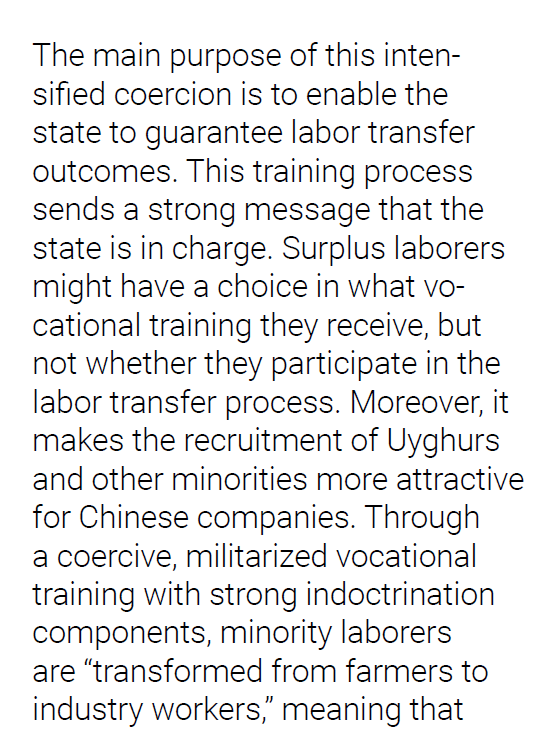 The main purpose of this inten-
sified coercion is to enable the
state to guarantee labor transfer
outcomes. This training process
sends a strong message that the
state is in charge. Surplus laborers
might have a choice in what vo-
cational training they receive, but
not whether they participate in the
labor transfer process. Moreover, it
makes the recruitment of Uyghurs
and other minorities more attractive
for Chinese companies. Through
a coercive, militarized vocational
training with strong indoctrination
components, minority laborers
are “transformed from farmers to
industry workers,” meaning that